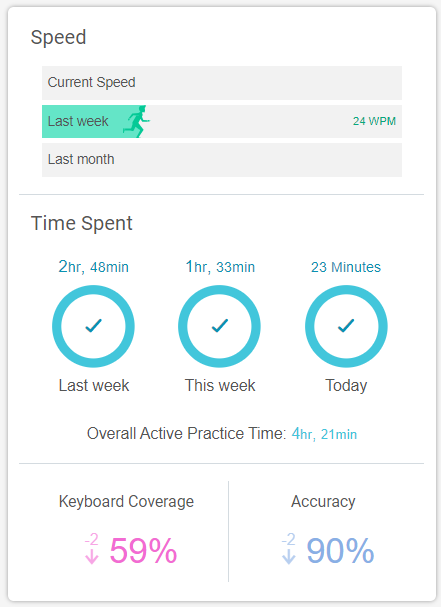 Speed
Current Speed
Last week 24 WPM
Last month
Time Spent
2hr, 48min 1hr, 33min 23 Minutes
Last week This week Today
Overall Active Practice Time: 4hr, 21min
Keyboard Coverage Accuracy
-2 59% -2 90%